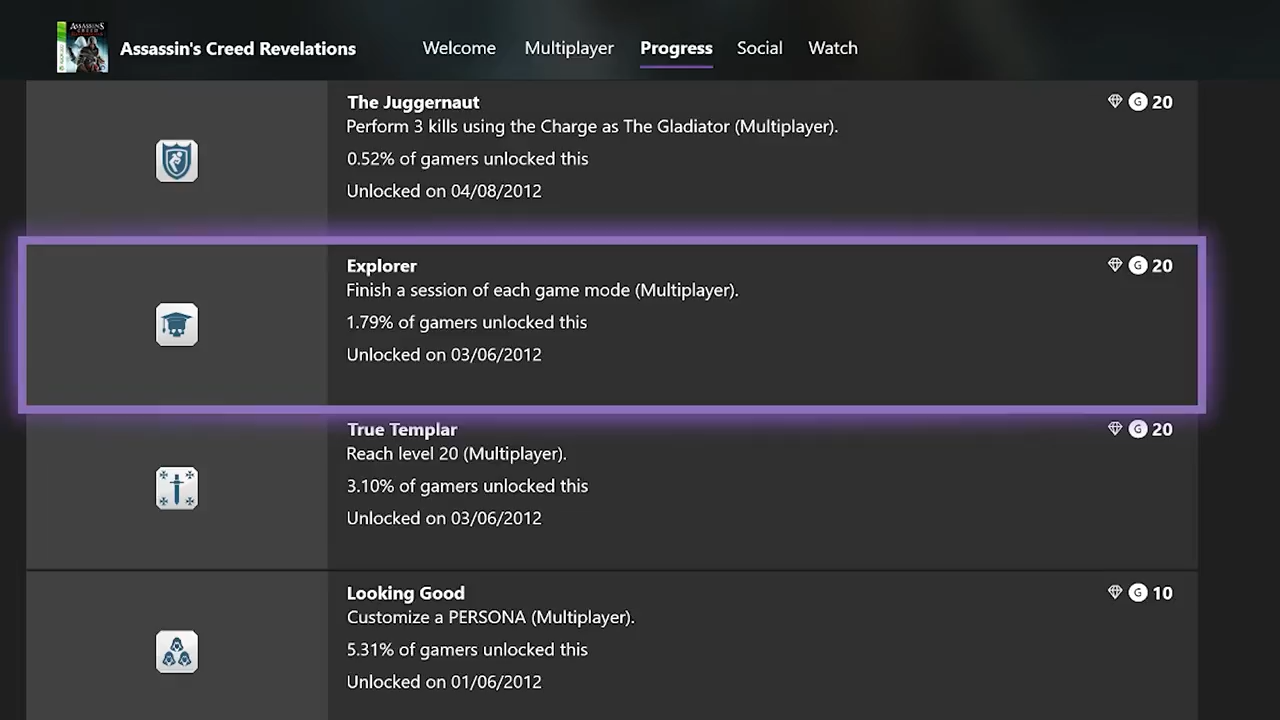 Assassin's Creed Revelations
Welcome
Multiplayer
Progress
Social
Watch
The Juggernaut
G 20
Perform 3 kills using the Charge as The Gladiator (Multiplayer).
0.52% of gamers unlocked this
Unlocked on 04/08/2012
Explorer
G 20
Finish a session of each game mode (Multiplayer).
1.79% of gamers unlocked this
Unlocked on 03/06/2012
True Templar
G 20
Reach level 20 (Multiplayer).
3.10% of gamers unlocked this
Unlocked on 03/06/2012
Looking Good
G 10
Customize a PERSONA (Multiplayer).
5.31% of gamers unlocked this
Unlocked on 01/06/2012